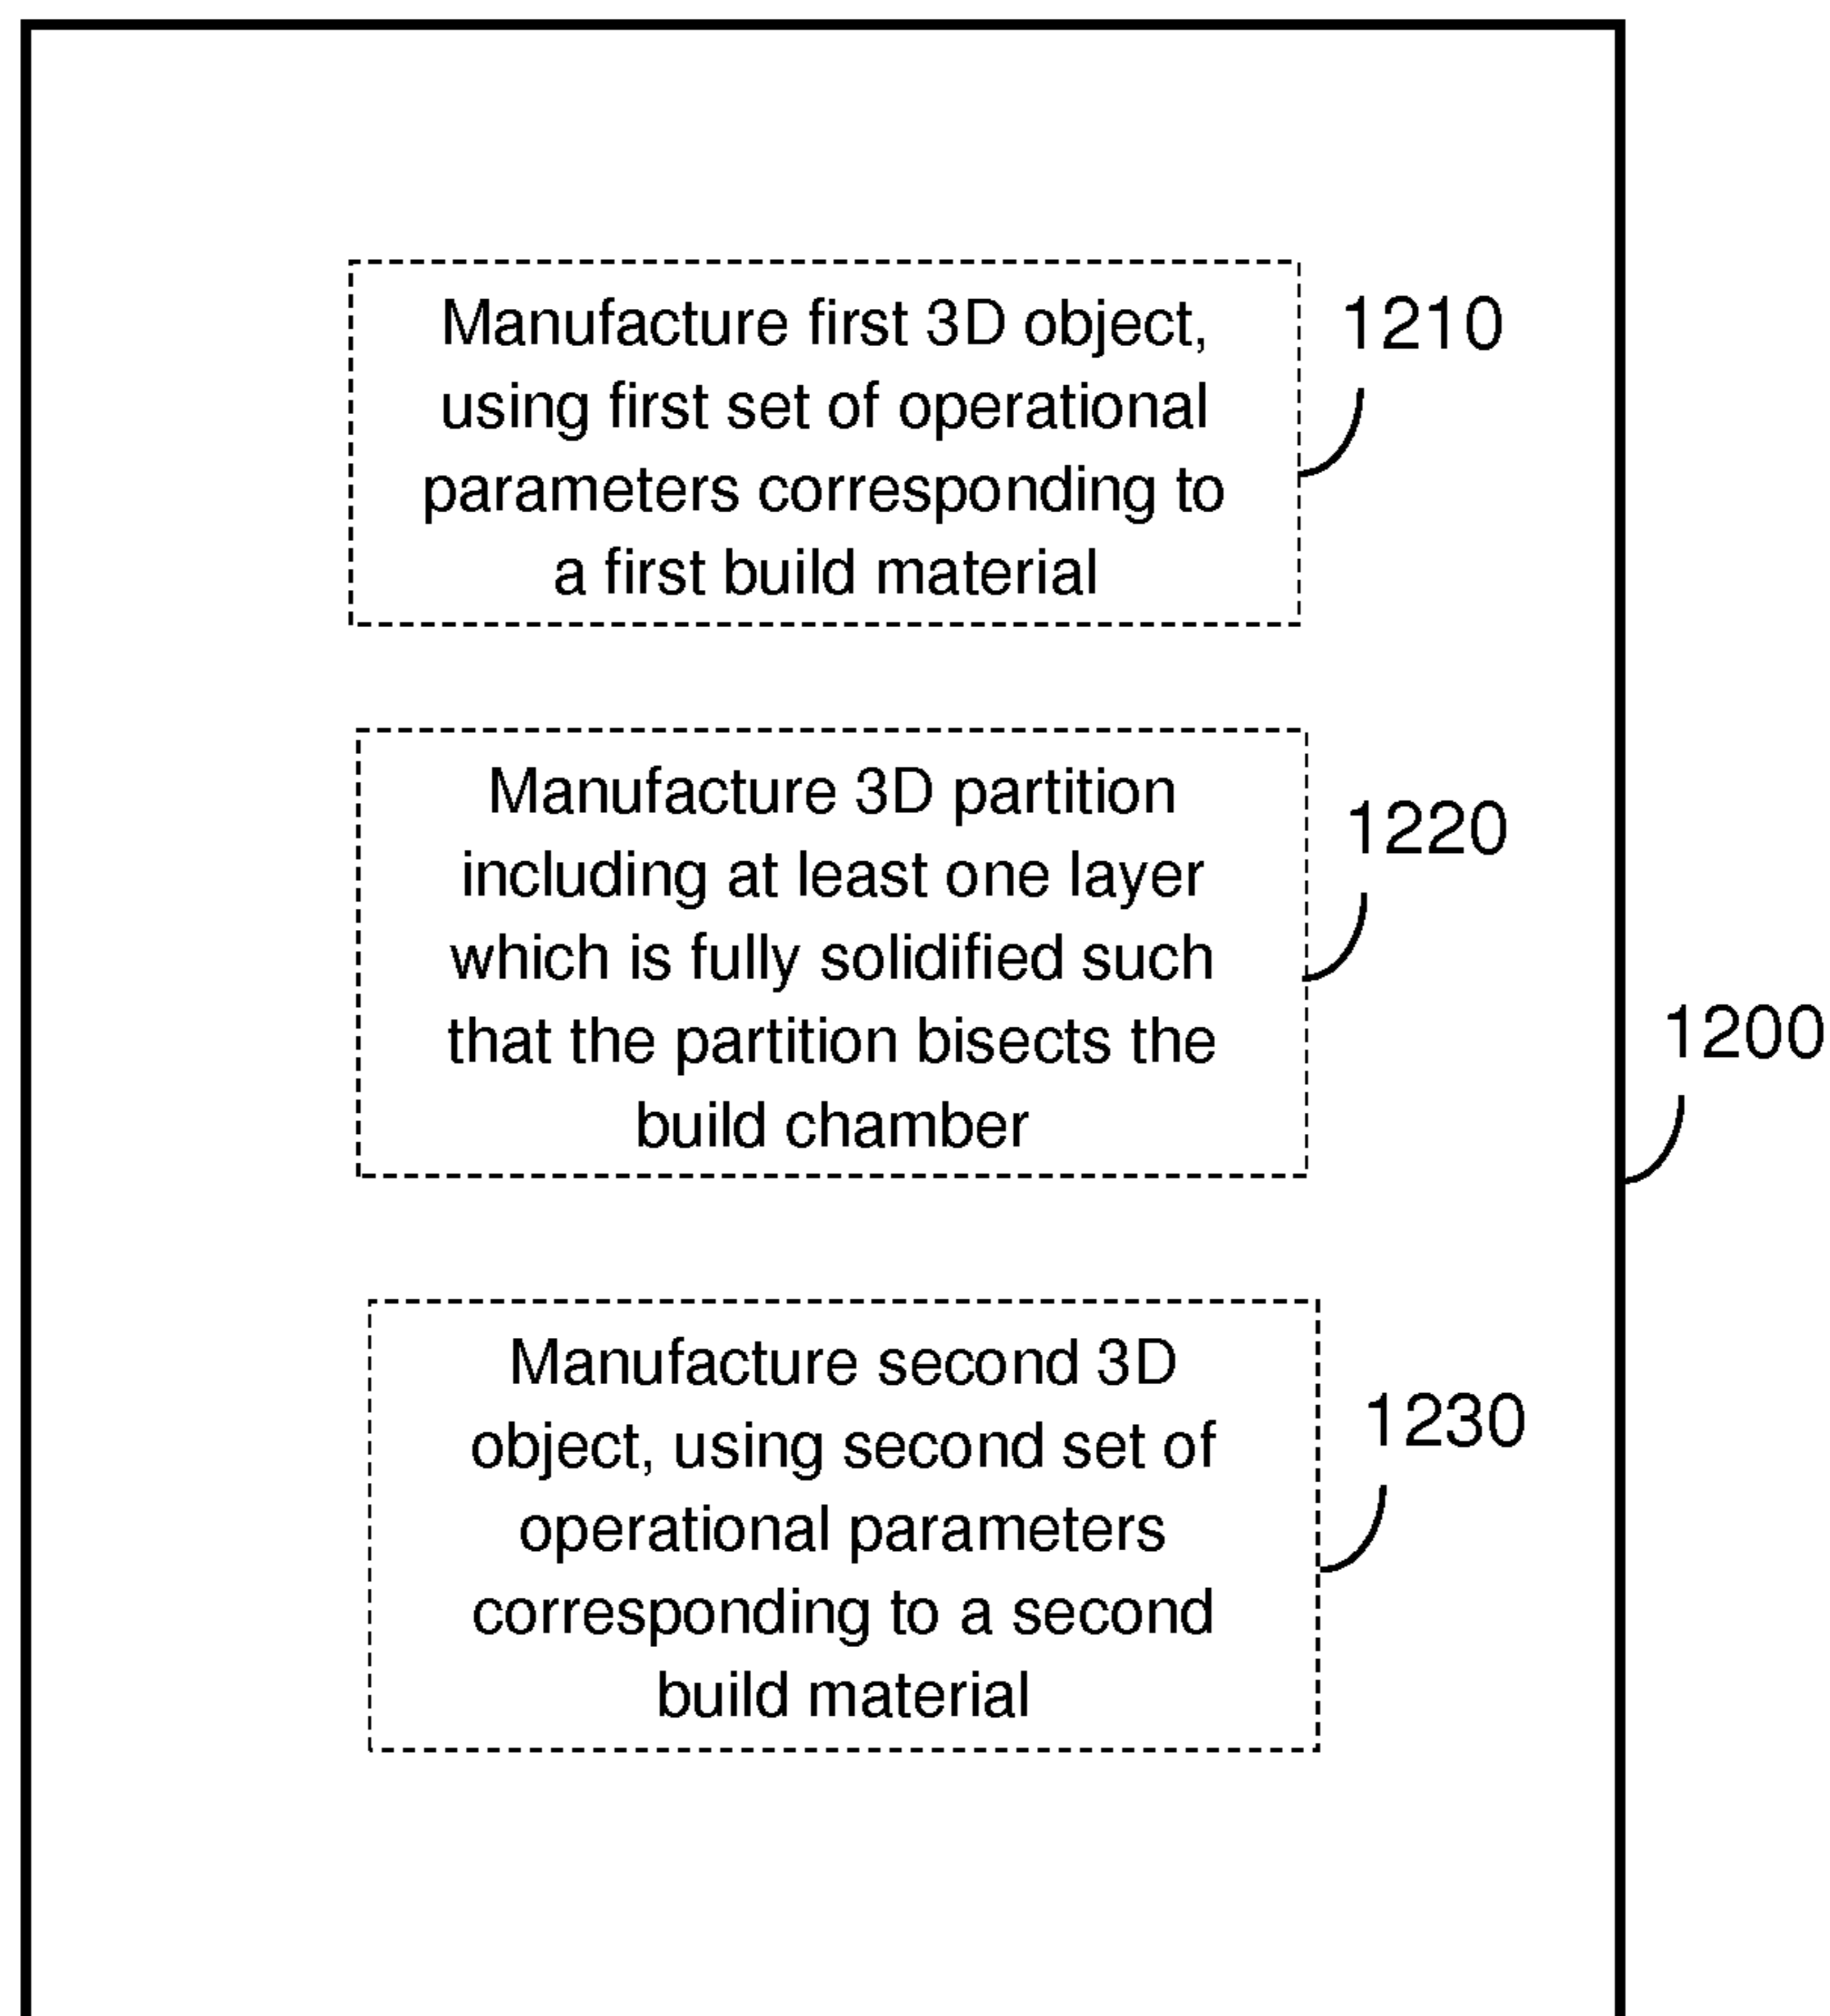 Manufacture first 3D object,
using first set of operational
parameters corresponding to
a first build material
1210
Manufacture 3D partition
including at least one layer
which is fully solidified such
that the partition bisects the
build chamber
1220
1200
Manufacture second 3D
object, using second set of
operational parameters
corresponding to a second
build material
1230